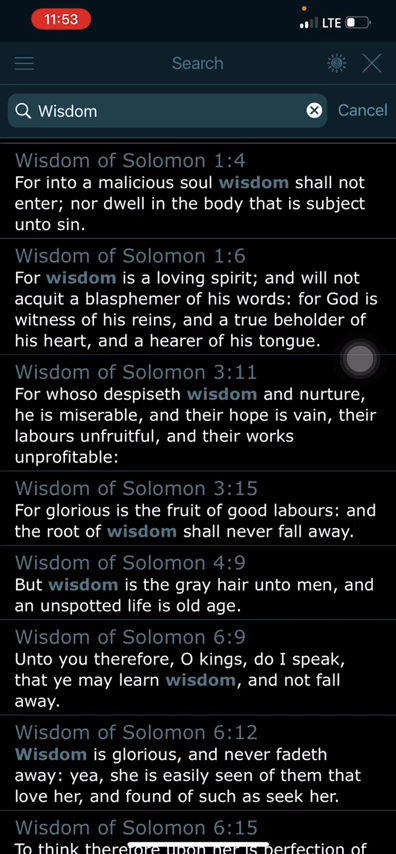 11:53
LTE
Search
Wisdom
Cancel
Wisdom of Solomon 1:4
For into a malicious soul wisdom shall not
enter; nor dwell in the body that is subject
unto sin.
Wisdom of Solomon 1:6
For wisdom is a loving spirit; and will not
acquit a blasphemer of his words: for God is
witness of his reins, and a true beholder of
his heart, and a hearer of his tongue.
Wisdom of Solomon 3:11
For whoso despiseth wisdom and nurture,
he is miserable, and their hope is vain, their
labours unfruitful, and their works
unprofitable:
Wisdom of Solomon 3:15
For glorious is the fruit of good labours: and
the root of wisdom shall never fall away.
Wisdom of Solomon 4:9
But wisdom is the gray hair unto men, and
an unspotted life is old age.
Wisdom of Solomon 6:9
Unto you therefore, O kings, do I speak,
that ye may learn wisdom, and not fall
away.
Wisdom of Solomon 6:12
Wisdom is glorious, and never fadeth
away: yea, she is easily seen of them that
love her, and found of such as seek her.
Wisdom of Solomon 6:15
To think therefore upon her is perfection of